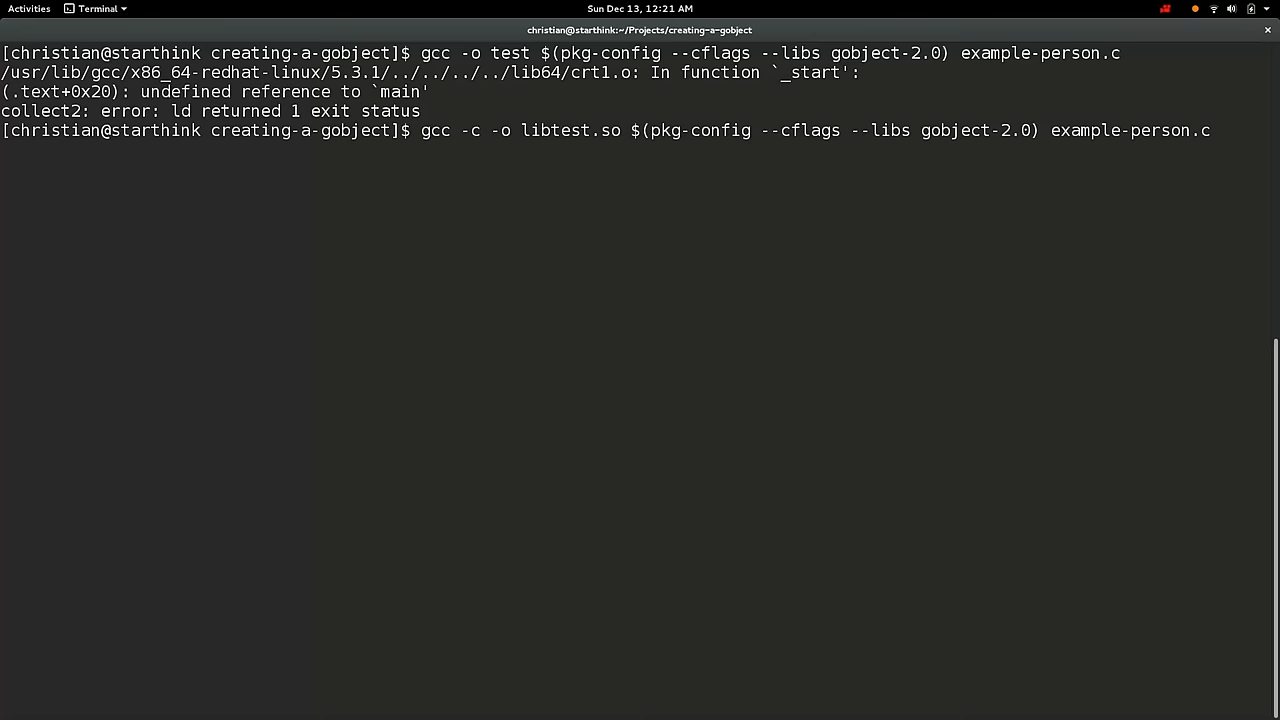 Activities Terminal Sun Dec 13, 12:21 AM
christian@starthink:~/Projects/creating-a-gobject
[christian@starthink creating-a-gobject]$ gcc -o test $(pkg-config --cflags --libs gobject-2.0) example-person.c
/usr/lib/gcc/x86_64-redhat-linux/5.3.1/../../../../lib64/crt1.o: In function `_start':
(.text+0x20): undefined reference to `main'
collect2: error: ld returned 1 exit status
[christian@starthink creating-a-gobject]$ gcc -c -o libtest.so $(pkg-config --cflags --libs gobject-2.0) example-person.c